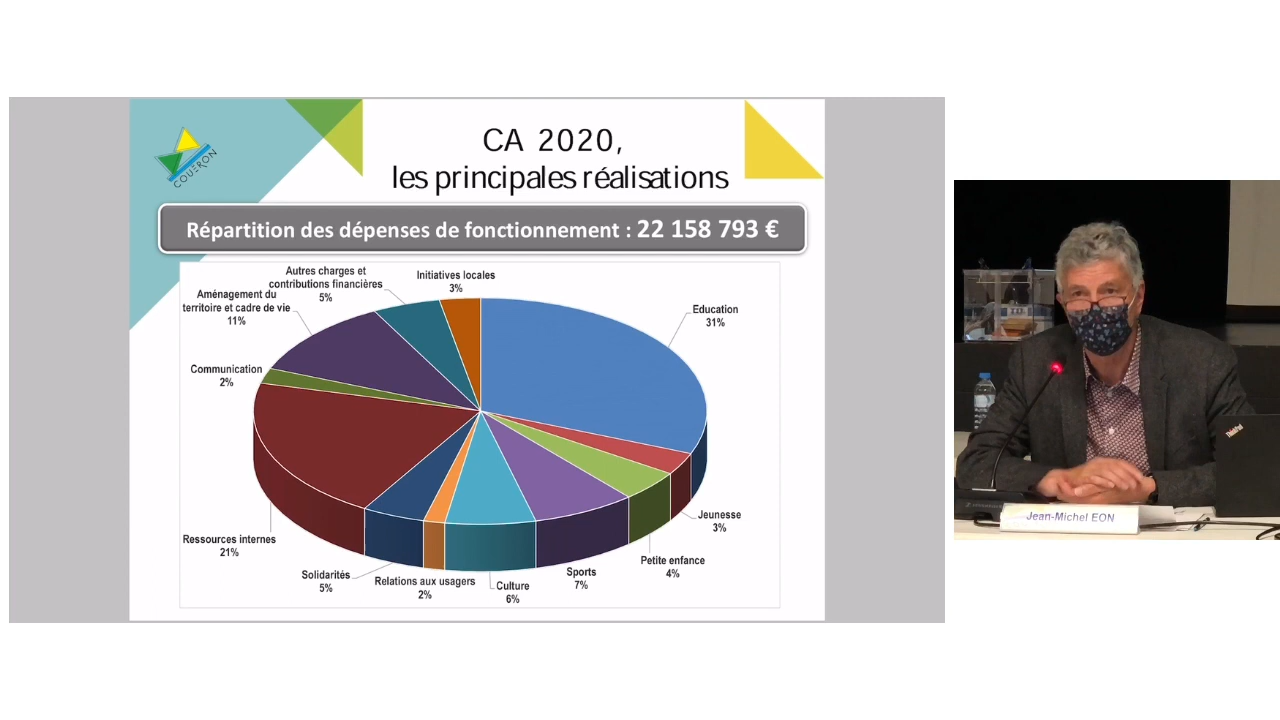 COUËRON
CA 2020,
les principales réalisations
Répartition des dépenses de fonctionnement : 22 158 793 €
Autres charges et
contributions financières
5%
Initiatives locales
3%
Aménagement du
territoire et cadre de vie
11%
Education
31%
Communication
2%
Ressources internes
21%
Jeunesse
3%
Petite enfance
4%
Sports
7%
Culture
6%
Relations aux usagers
2%
Solidarités
5%
ThinkPad
Jean-Michel EON